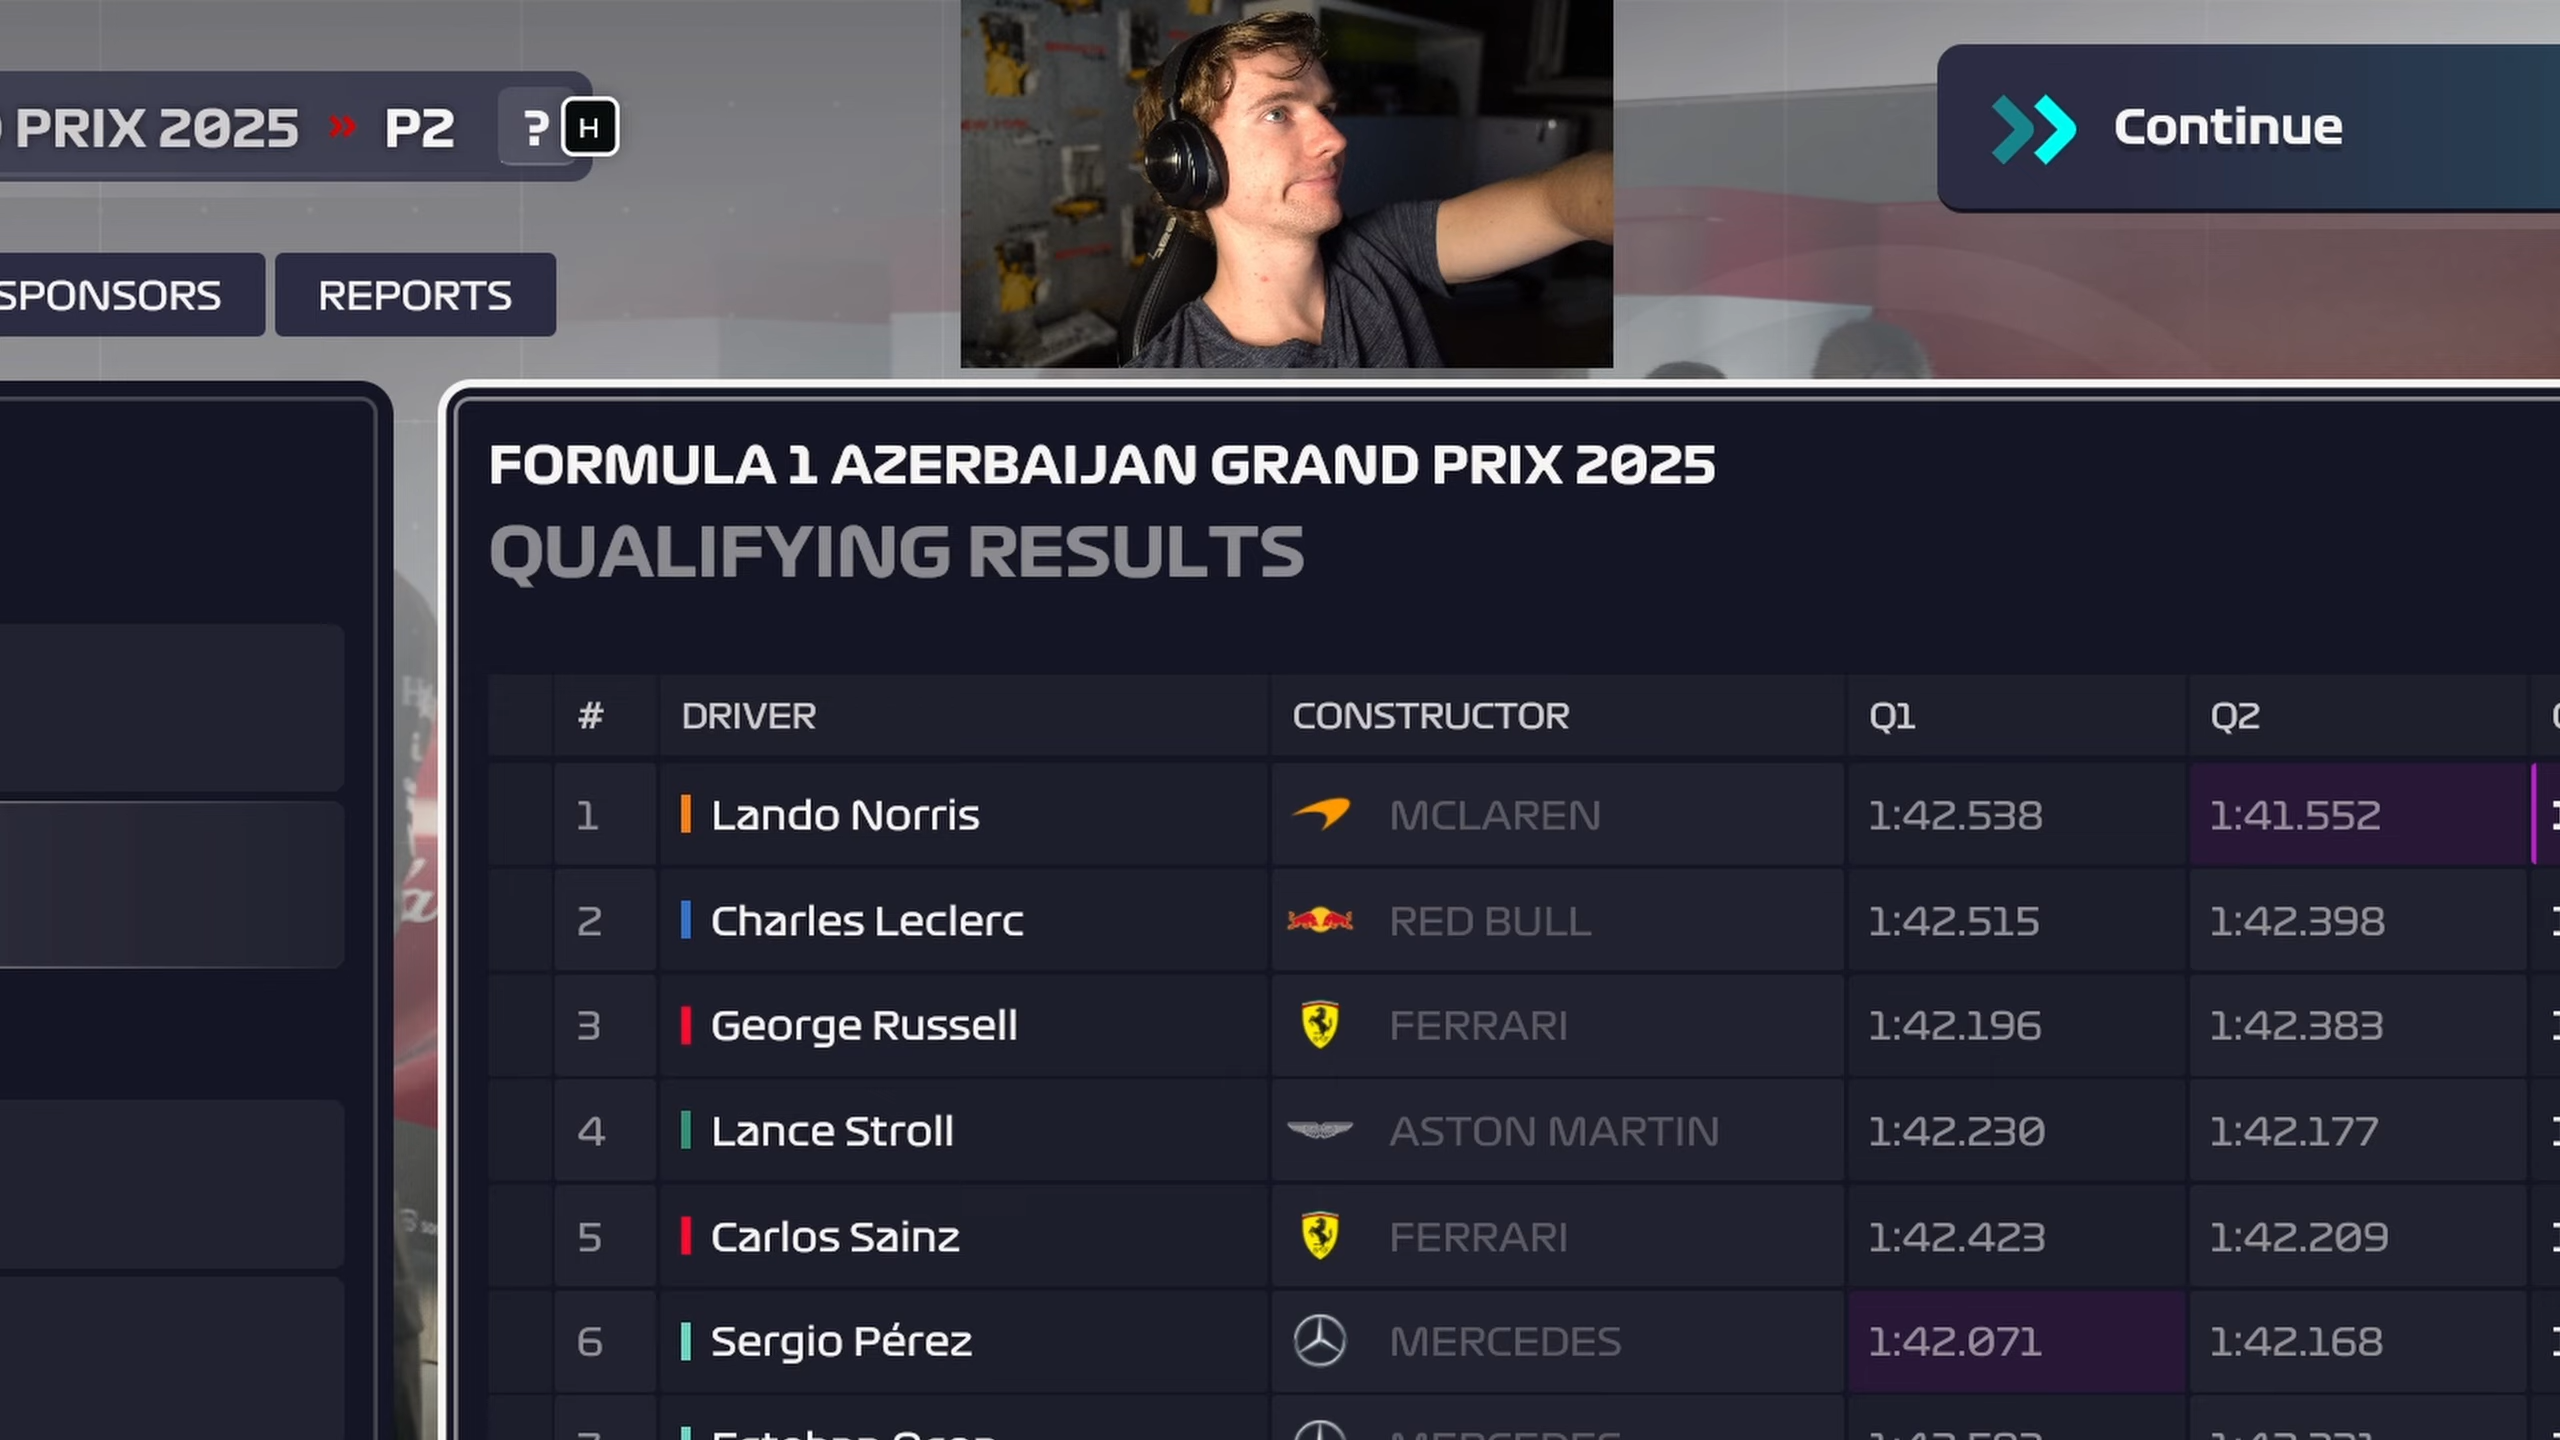 PRIX 2025 » P2 ? H
Continue
SPONSORS REPORTS
FORMULA 1 AZERBAIJAN GRAND PRIX 2025
QUALIFYING RESULTS
# DRIVER CONSTRUCTOR Q1 Q2
1 Lando Norris MCLAREN 1:42.538 1:41.552
2 Charles Leclerc RED BULL 1:42.515 1:42.398
3 George Russell FERRARI 1:42.196 1:42.383
4 Lance Stroll ASTON MARTIN 1:42.230 1:42.177
5 Carlos Sainz FERRARI 1:42.423 1:42.209
6 Sergio Pérez MERCEDES 1:42.071 1:42.168